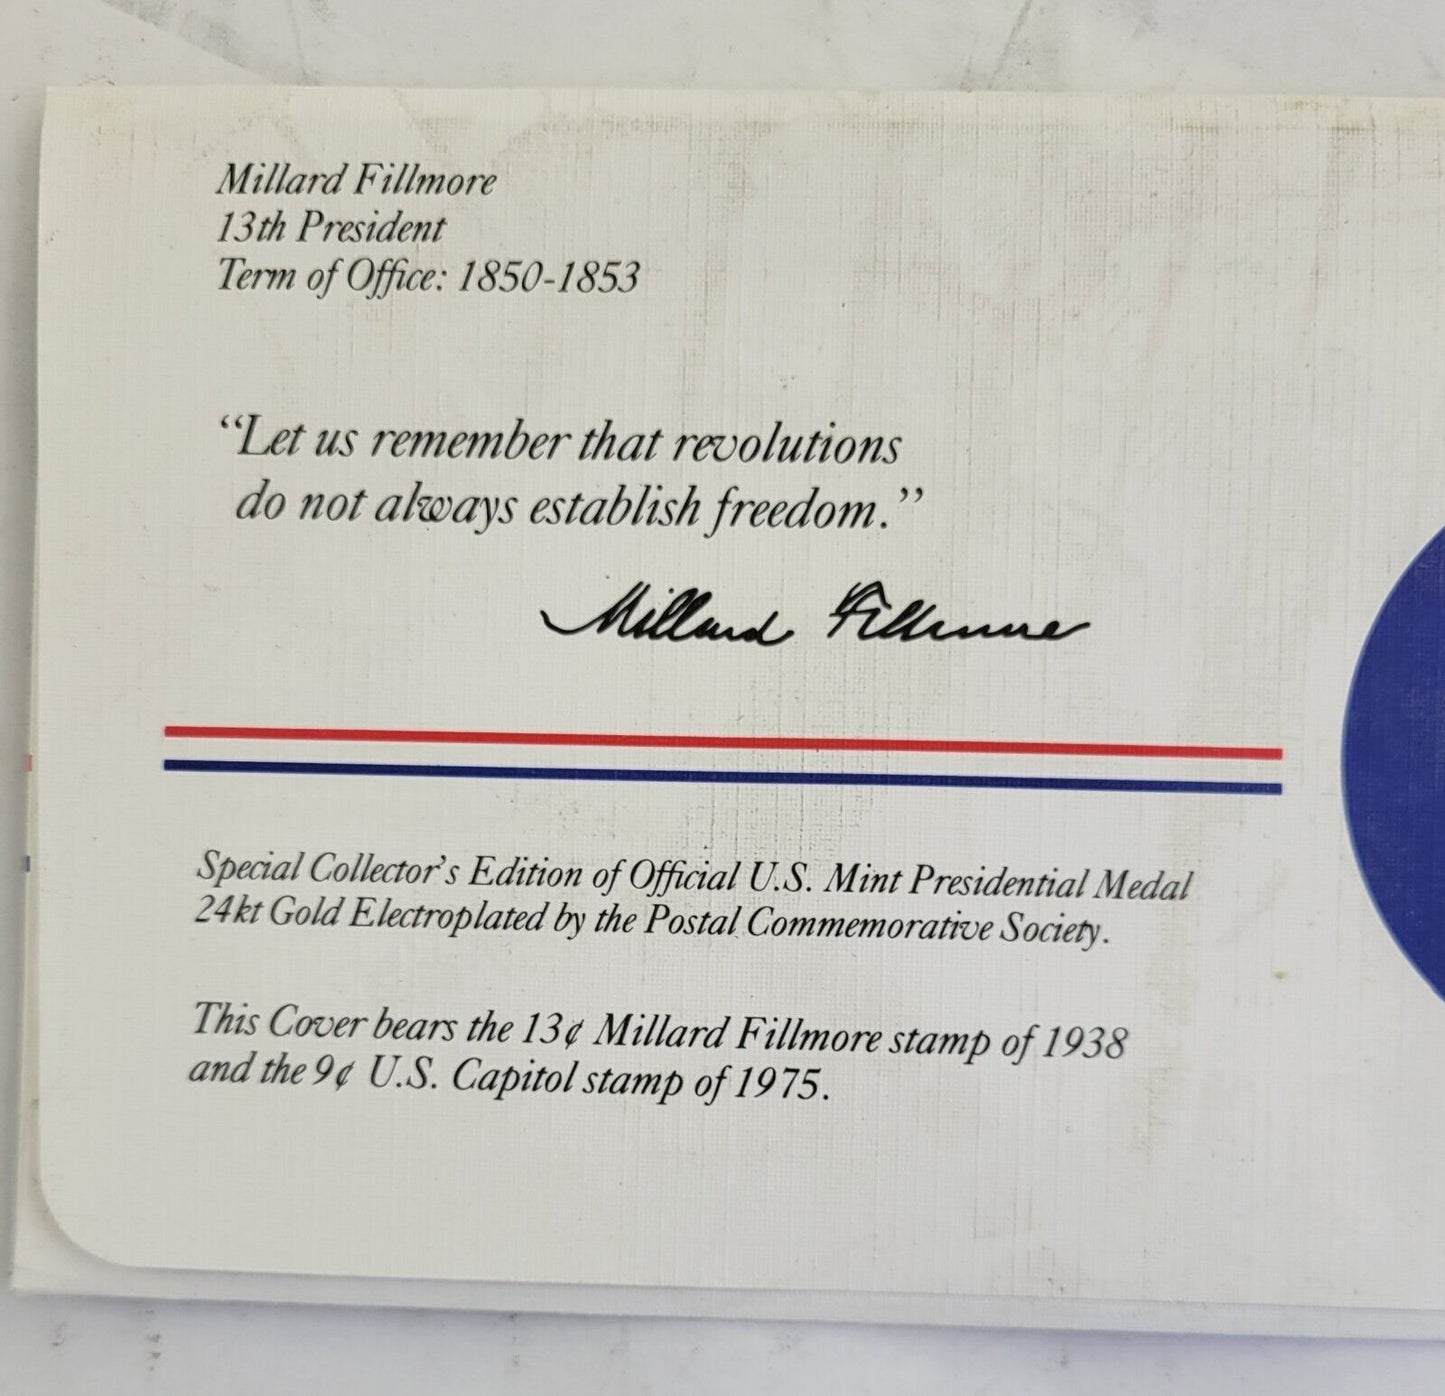 Millard Fillmore
13th President
Term of Office: 1850-1853
“Let us remember that revolutions
do not always establish freedom.”
Millard Fillmore
Special Collector's Edition of Official U.S. Mint Presidential Medal
24kt Gold Electroplated by the Postal Commemorative Society.
This Cover bears the 13¢ Millard Fillmore stamp of 1938
and the 9¢ U.S. Capitol stamp of 1975.